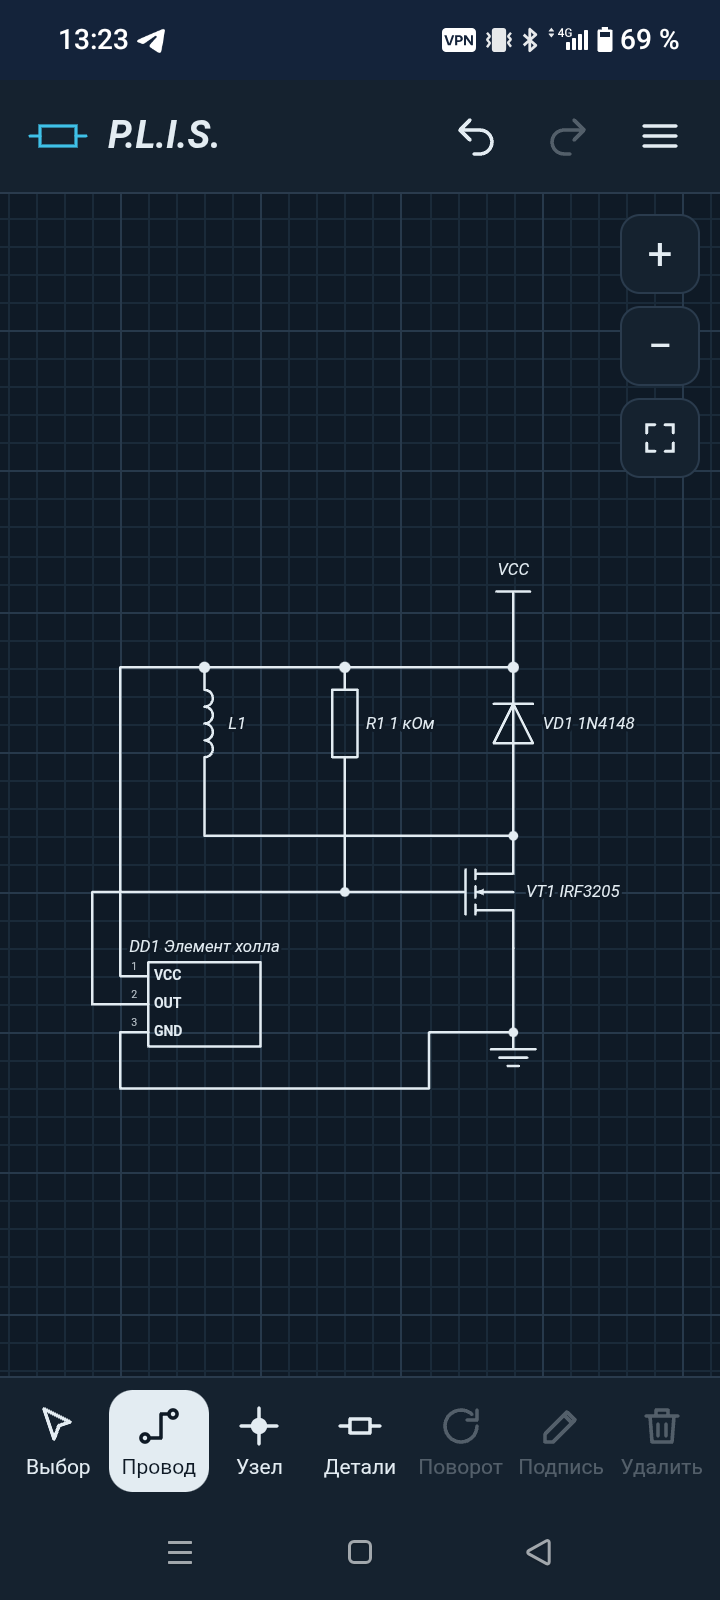 13:23 VPN 4G 69 %
P.L.I.S.
+
−
VCC
L1
R1 1 кОм
VD1 1N4148
VT1 IRF3205
DD1 Элемент холла
1 VCC
2 OUT
3 GND
Выбор Провод Узел Детали Поворот Подпись Удалить